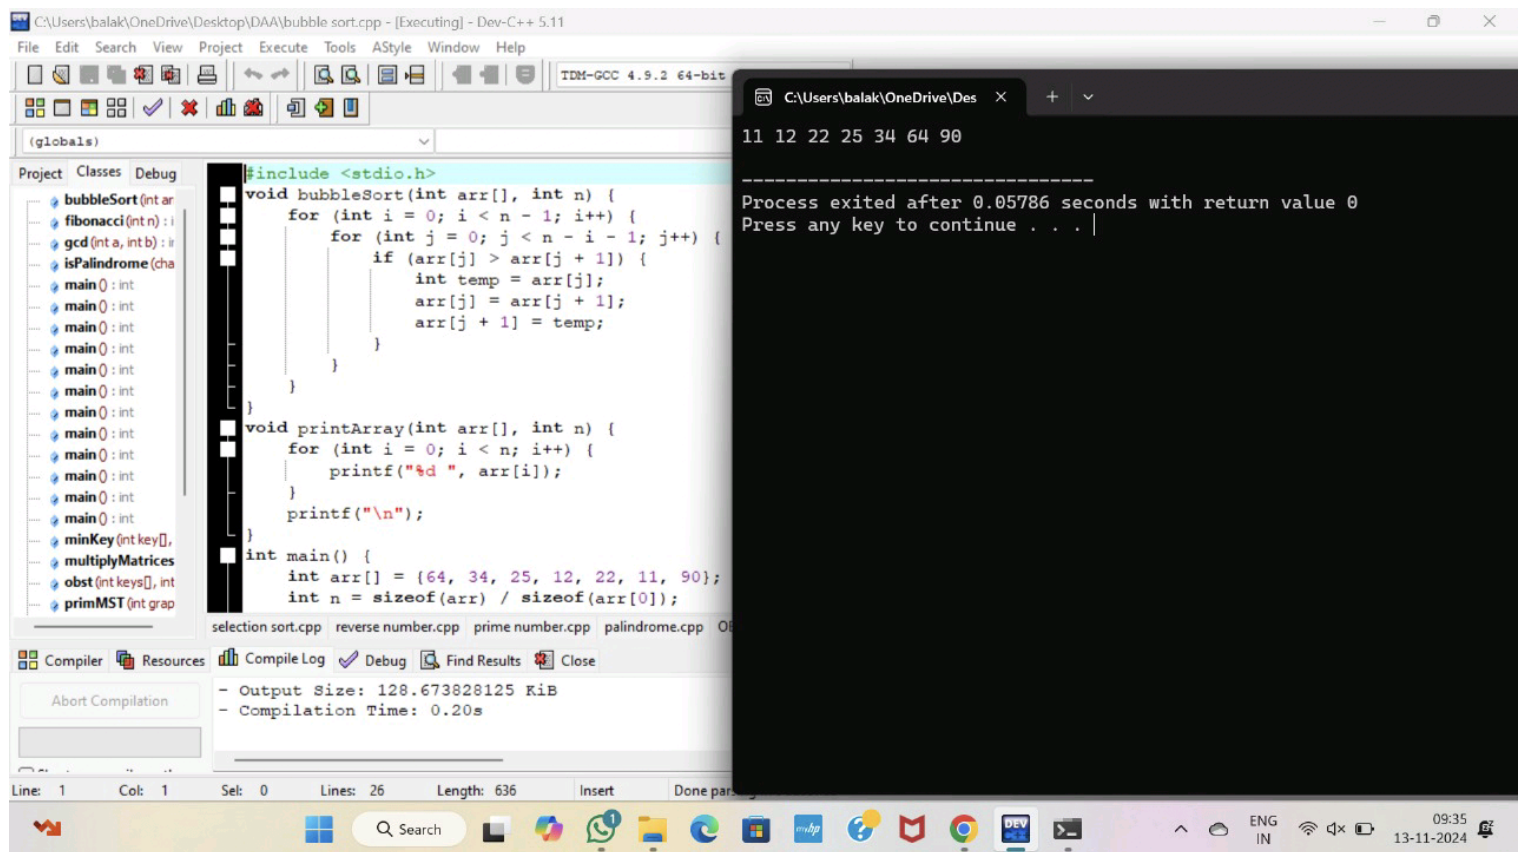 C:\Users\balak\OneDrive\Desktop\DAA\bubble sort.cpp - [Executing] - Dev-C++ 5.11
File Edit Search View Project Execute Tools AStyle Window Help
TDM-GCC 4.9.2 64-bit
(globals)
Project Classes Debug
bubbleSort (int ar
fibonacci (int n) : i
gcd (int a, int b) : ir
isPalindrome (cha
main () : int
main () : int
main () : int
main () : int
main () : int
main () : int
main () : int
main () : int
main () : int
main () : int
main () : int
main () : int
minKey (int key[],
multiplyMatrices
obst (int keys[], int
primMST (int grap
#include <stdio.h>
void bubbleSort(int arr[], int n) {
for (int i = 0; i < n - 1; i++) {
for (int j = 0; j < n - i - 1; j++) {
if (arr[j] > arr[j + 1]) {
int temp = arr[j];
arr[j] = arr[j + 1];
arr[j + 1] = temp;
}
}
}
}
void printArray(int arr[], int n) {
for (int i = 0; i < n; i++) {
printf("%d ", arr[i]);
}
printf("\n");
}
int main() {
int arr[] = {64, 34, 25, 12, 22, 11, 90};
int n = sizeof(arr) / sizeof(arr[0]);
selection sort.cpp reverse number.cpp prime number.cpp palindrome.cpp
Compiler Resources Compile Log Debug Find Results Close
Abort Compilation
- Output Size: 128.673828125 KiB
- Compilation Time: 0.20s
Line: 1 Col: 1 Sel: 0 Lines: 26 Length: 636 Insert Done par
C:\Users\balak\OneDrive\Des
11 12 22 25 34 64 90
--------------------------------
Process exited after 0.05786 seconds with return value 0
Press any key to continue . . .
Search
1
myhp
DEV
ENG
IN
09:35
13-11-2024